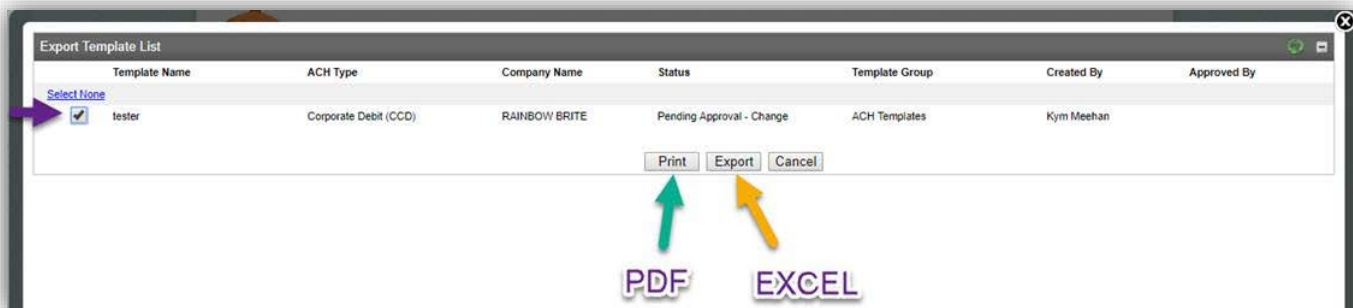 Export Template List
Template Name ACH Type Company Name Status Template Group Created By Approved By
Select None
tester Corporate Debit (CCD) RAINBOW BRITE Pending Approval - Change ACH Templates Kym Meehan
Print Export Cancel
PDF EXCEL